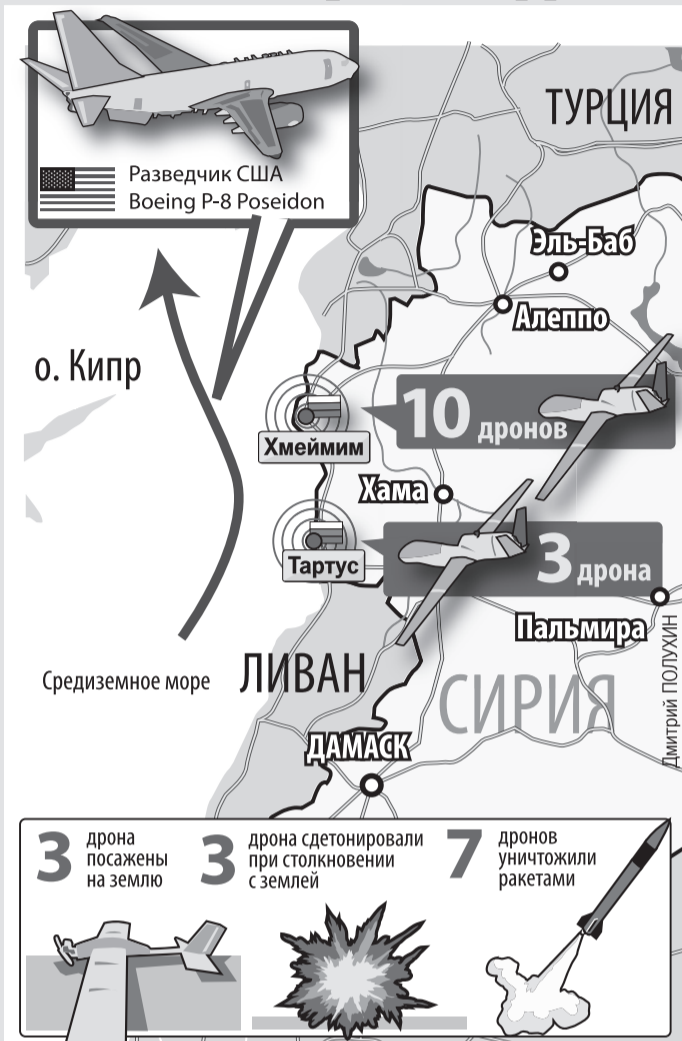 Разведчик США
Boeing P-8 Poseidon
ТУРЦИЯ
Эль-Баб
Алеппо
о. Кипр
10 дронов
Хмеймим
Хама
3 дрона
Тартус
Пальмира
Средиземное море
ЛИВАН
СИРИЯ
Дмитрий ПОЛУХИН
ДАМАСК
3 дрона
посажены
на землю
3 дрона сдетонировали
при столкновении
с землей
7 дронов
уничтожили
ракетами